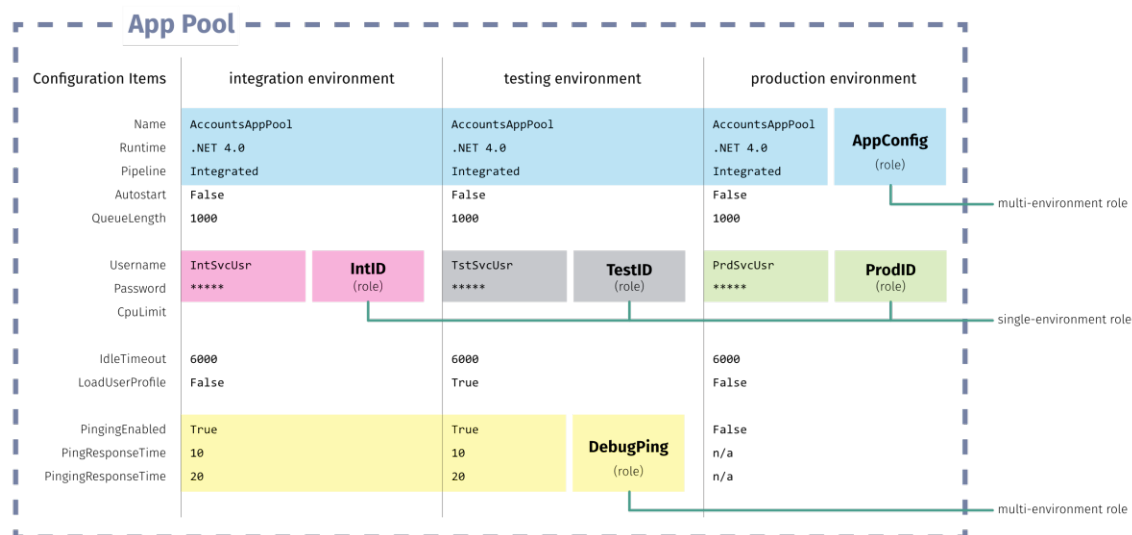 App Pool
Configuration Items integration environment testing environment production environment
Name AccountsAppPool AccountsAppPool AccountsAppPool
Runtime .NET 4.0 .NET 4.0 .NET 4.0 AppConfig
Pipeline Integrated Integrated Integrated (role)
Autostart False False False
multi-environment role
QueueLength 1000 1000 1000
Username IntSvcUsr IntID TstSvcUsr TestID PrdSvcUsr ProdID
Password ***** (role) ***** (role) ***** (role)
CpuLimit
single-environment role
IdleTimeout 6000 6000 6000
LoadUserProfile False True False
PingingEnabled True True False
PingResponseTime 10 10 DebugPing n/a
PingingResponseTime 20 20 (role) n/a
multi-environment role